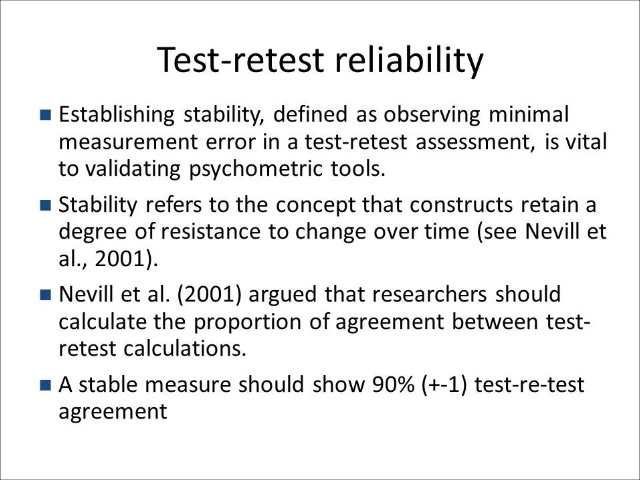 Test-retest reliability
Establishing stability, defined as observing minimal
measurement error in a test-retest assessment, is vital
to validating psychometric tools.
Stability refers to the concept that constructs retain a
degree of resistance to change over time (see Nevill et
al., 2001).
Nevill et al. (2001) argued that researchers should
calculate the proportion of agreement between test-
retest calculations.
A stable measure should show 90% (+-1) test-re-test
agreement